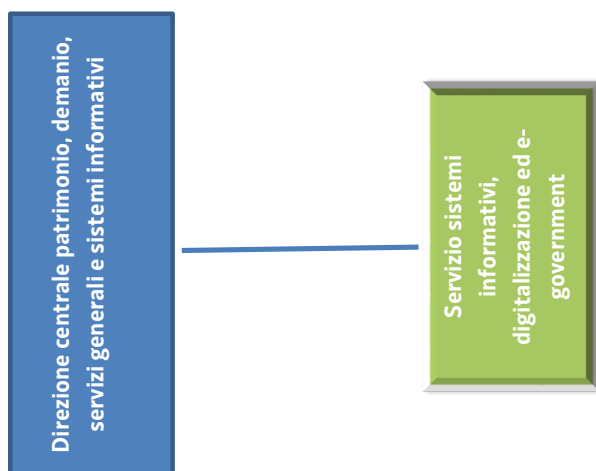 Direzione centrale patrimonio, demanio,
servizi generali e sistemi informativi
Servizio sistemi
informativi,
digitalizzazione ed e-
government